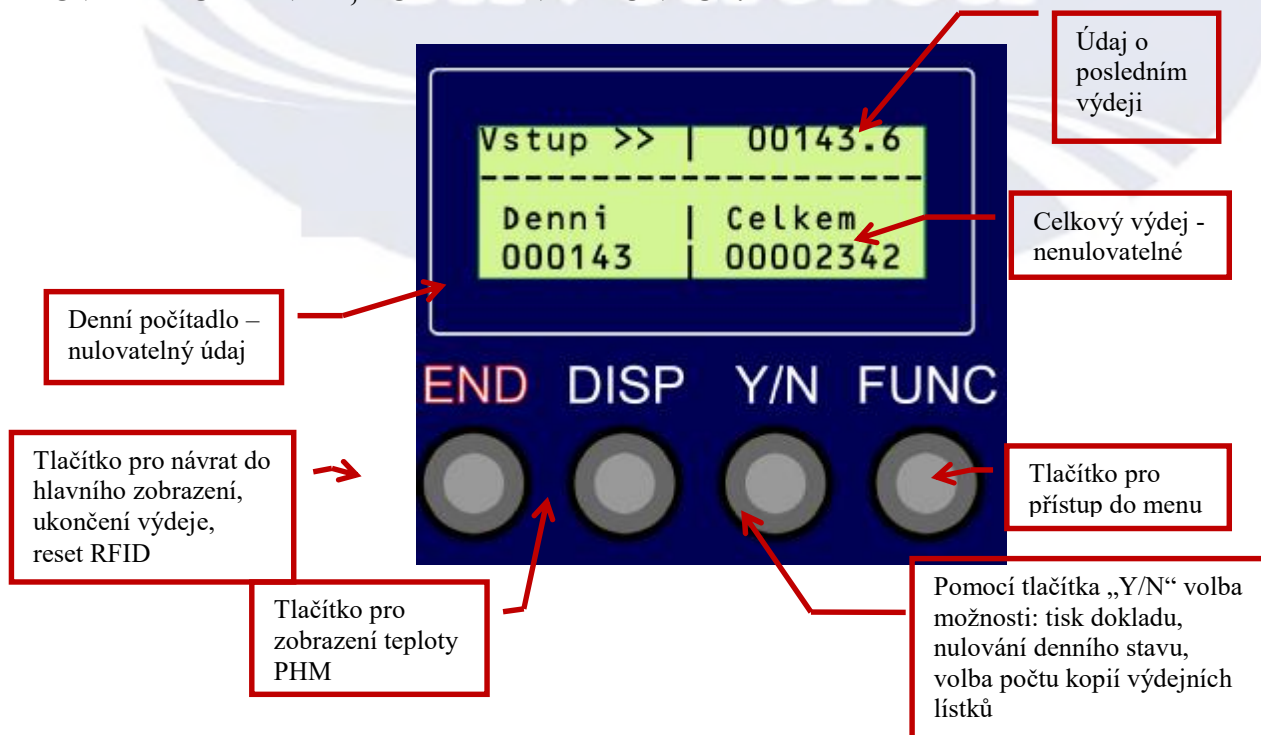 Údaj o
posledním
výdeji
Vstup >> | 00143.6
--------------------
Denni | Celkem
000143 | 00002342
Celkový výdej -
nenulovatelné
Denní počítadlo –
nulovatelný údaj
END DISP Y/N FUNC
Tlačítko pro návrat do
hlavního zobrazení,
ukončení výdeje,
reset RFID
Tlačítko pro
přístup do menu
Tlačítko pro
zobrazení teploty
PHM
Pomocí tlačítka „Y/N“ volba
možnosti: tisk dokladu,
nulování denního stavu,
volba počtu kopií výdejních
lístků